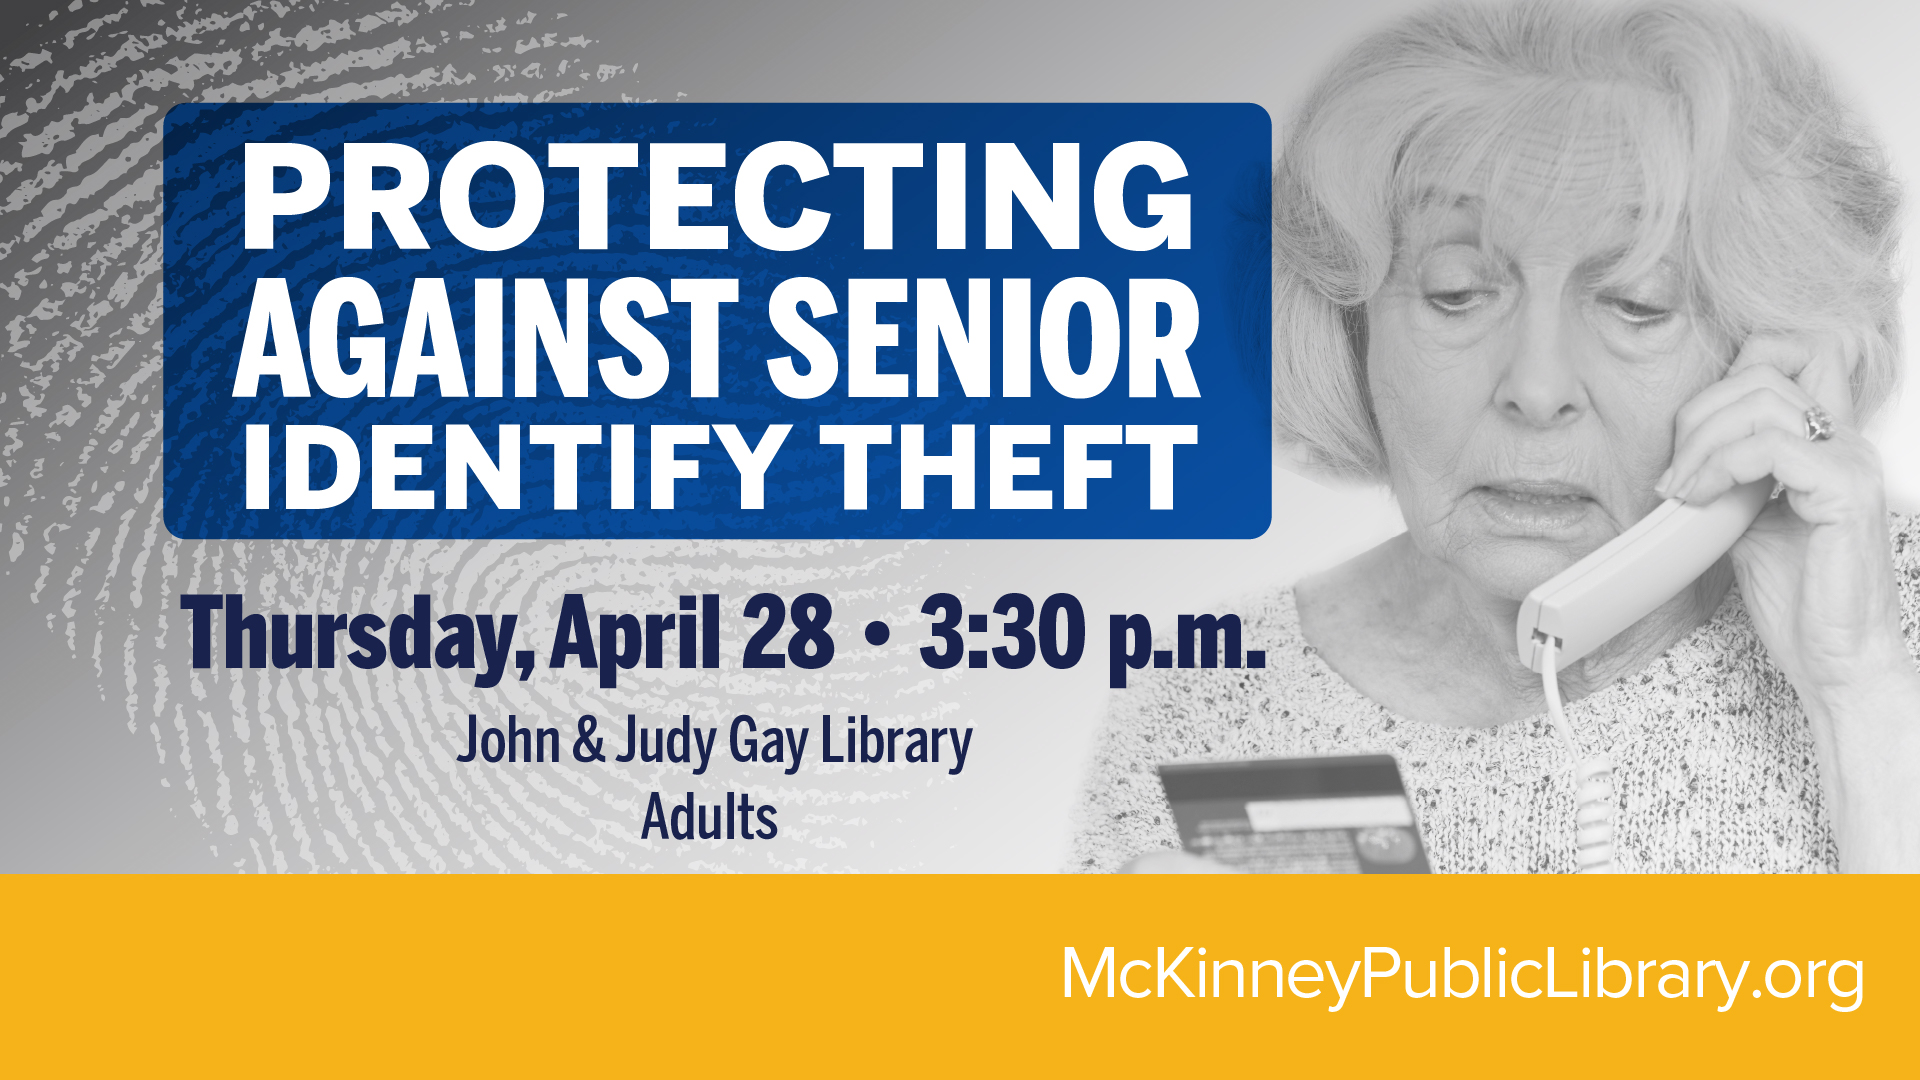 PROTECTING
AGAINST SENIOR
IDENTIFY THEFT
Thursday, April 28 • 3:30 p.m.
John & Judy Gay Library
Adults
McKinneyPublicLibrary.org